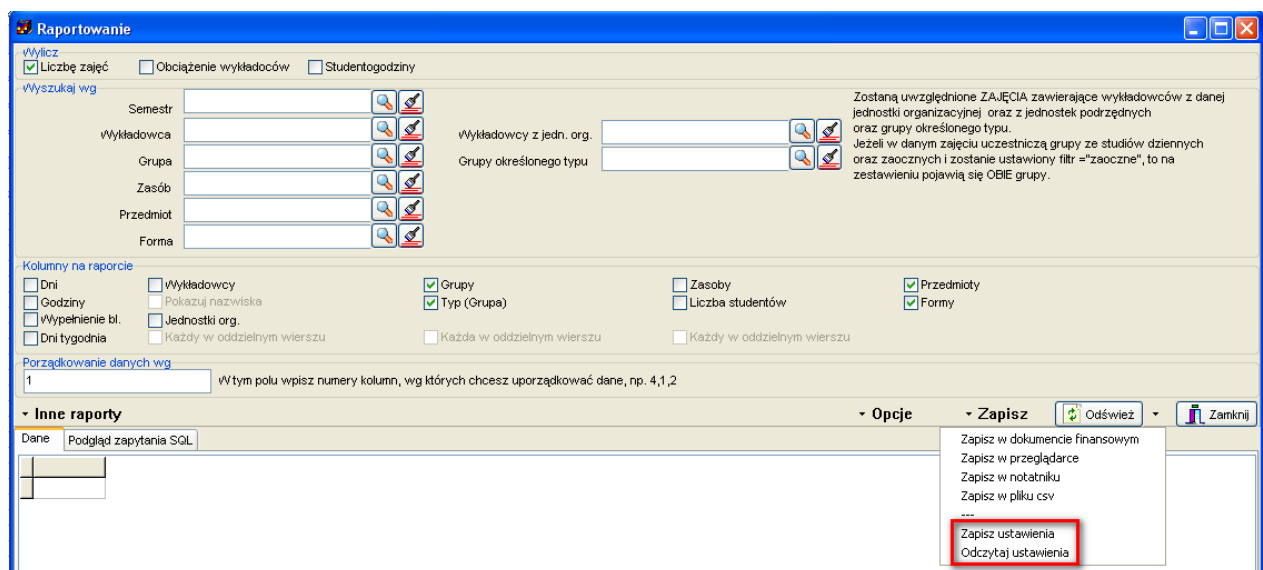 Raportowanie
Wylicz
Liczbę zajęć Obciążenie wykładoców Studentogodziny
Wyszukaj wg
Semestr
Wykładowca
Grupa
Zasób
Przedmiot
Forma
Wykładowcy z jedn. org.
Grupy określonego typu
Zostaną uwzględnione ZAJĘCIA zawierające wykładowców z danej
jednostki organizacyjnej oraz z jednostek podrzędnych
oraz grupy określonego typu.
Jeżeli w danym zajęciu uczestniczą grupy ze studiów dziennych
oraz zaocznych i zostanie ustawiony filtr ="zaoczne", to na
zestawieniu pojawią się OBIE grupy.
Kolumny na raporcie
Dni Wykładowcy Grupy Zasoby Przedmioty
Godziny Pokazuj nazwiska Typ (Grupa) Liczba studentów Formy
Wypełnienie bl. Jednostki org.
Dni tygodnia Każdy w oddzielnym wierszu Każda w oddzielnym wierszu Każdy w oddzielnym wierszu
Porządkowanie danych wg
1 W tym polu wpisz numery kolumn, wg których chcesz uporządkować dane, np. 4,1,2
Inne raporty Opcje Zapisz Odśwież Zamknij
Dane Podgląd zapytania SQL
Zapisz w dokumencie finansowym
Zapisz w przeglądarce
Zapisz w notatniku
Zapisz w pliku csv
---
Zapisz ustawienia
Odczytaj ustawienia